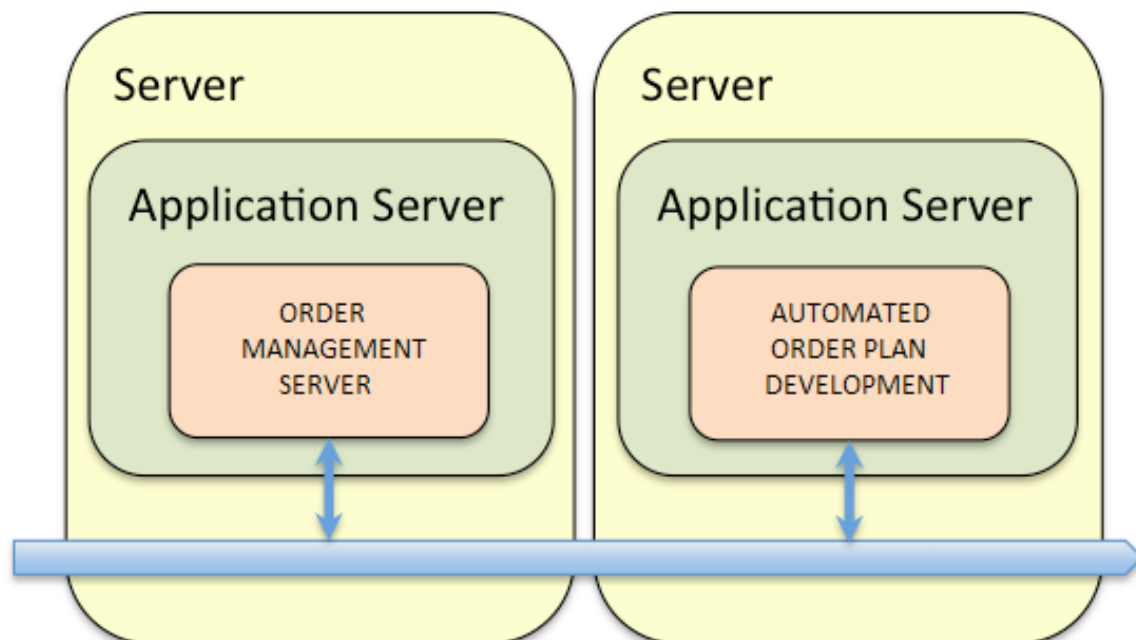 Server
Application Server
ORDER
MANAGEMENT
SERVER
Server
Application Server
AUTOMATED
ORDER PLAN
DEVELOPMENT